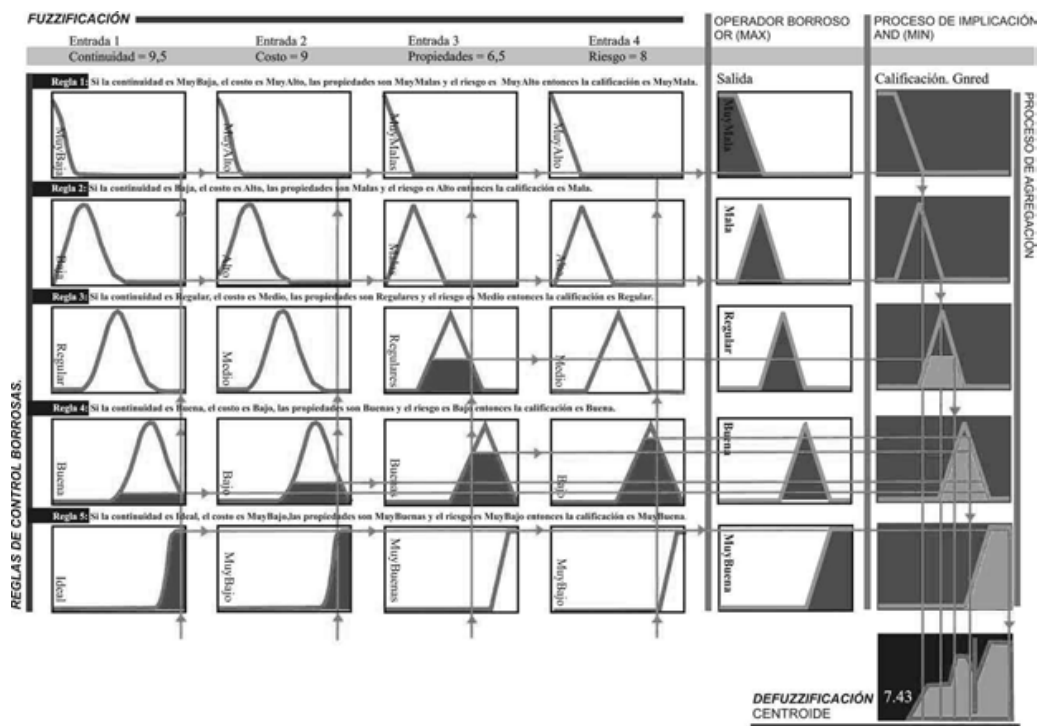 FUZZIFICACIÓN
OPERADOR BORROSO
OR (MAX)
PROCESO DE IMPLICACIÓN
AND (MIN)
Entrada 1
Entrada 2
Entrada 3
Entrada 4
Continuidad = 9,5
Costo = 9
Propiedades = 6,5
Riesgo = 8
Regla 1: Si la continuidad es MuyBaja, el costo es MuyAlto, las propiedades son MuyMalas y el riesgo es MuyAlto entonces la calificación es MuyMala.
Salida
Calificación. Gnred
MuyBaja
MuyAlto
MuyMalas
MuyAlto
MuyMala
PROCESO DE AGREGACIÓN
Regla 2: Si la continuidad es Baja, el costo es Alto, las propiedades son Malas y el riesgo es Alto entonces la calificación es Mala.
Baja
Alto
Malas
Alto
Mala
Regla 3: Si la continuidad es Regular, el costo es Medio, las propiedades son Regulares y el riesgo es Medio entonces la calificación es Regular.
Regular
Medio
Regulares
Medio
Regular
REGLAS DE CONTROL BORROSAS.
Regla 4: Si la continuidad es Buena, el costo es Bajo, las propiedades son Buenas y el riesgo es Bajo entonces la calificación es Buena.
Buena
Bajo
Buenas
Bajo
Buena
Regla 5: Si la continuidad es Ideal, el costo es MuyBajo,las propiedades son MuyBuenas y el riesgo es MuyBajo entonces la calificación es MuyBuena.
Ideal
MuyBajo
MuyBuenas
MuyBajo
MuyBuena
DEFUZZIFICACIÓN
CENTROIDE
7.43